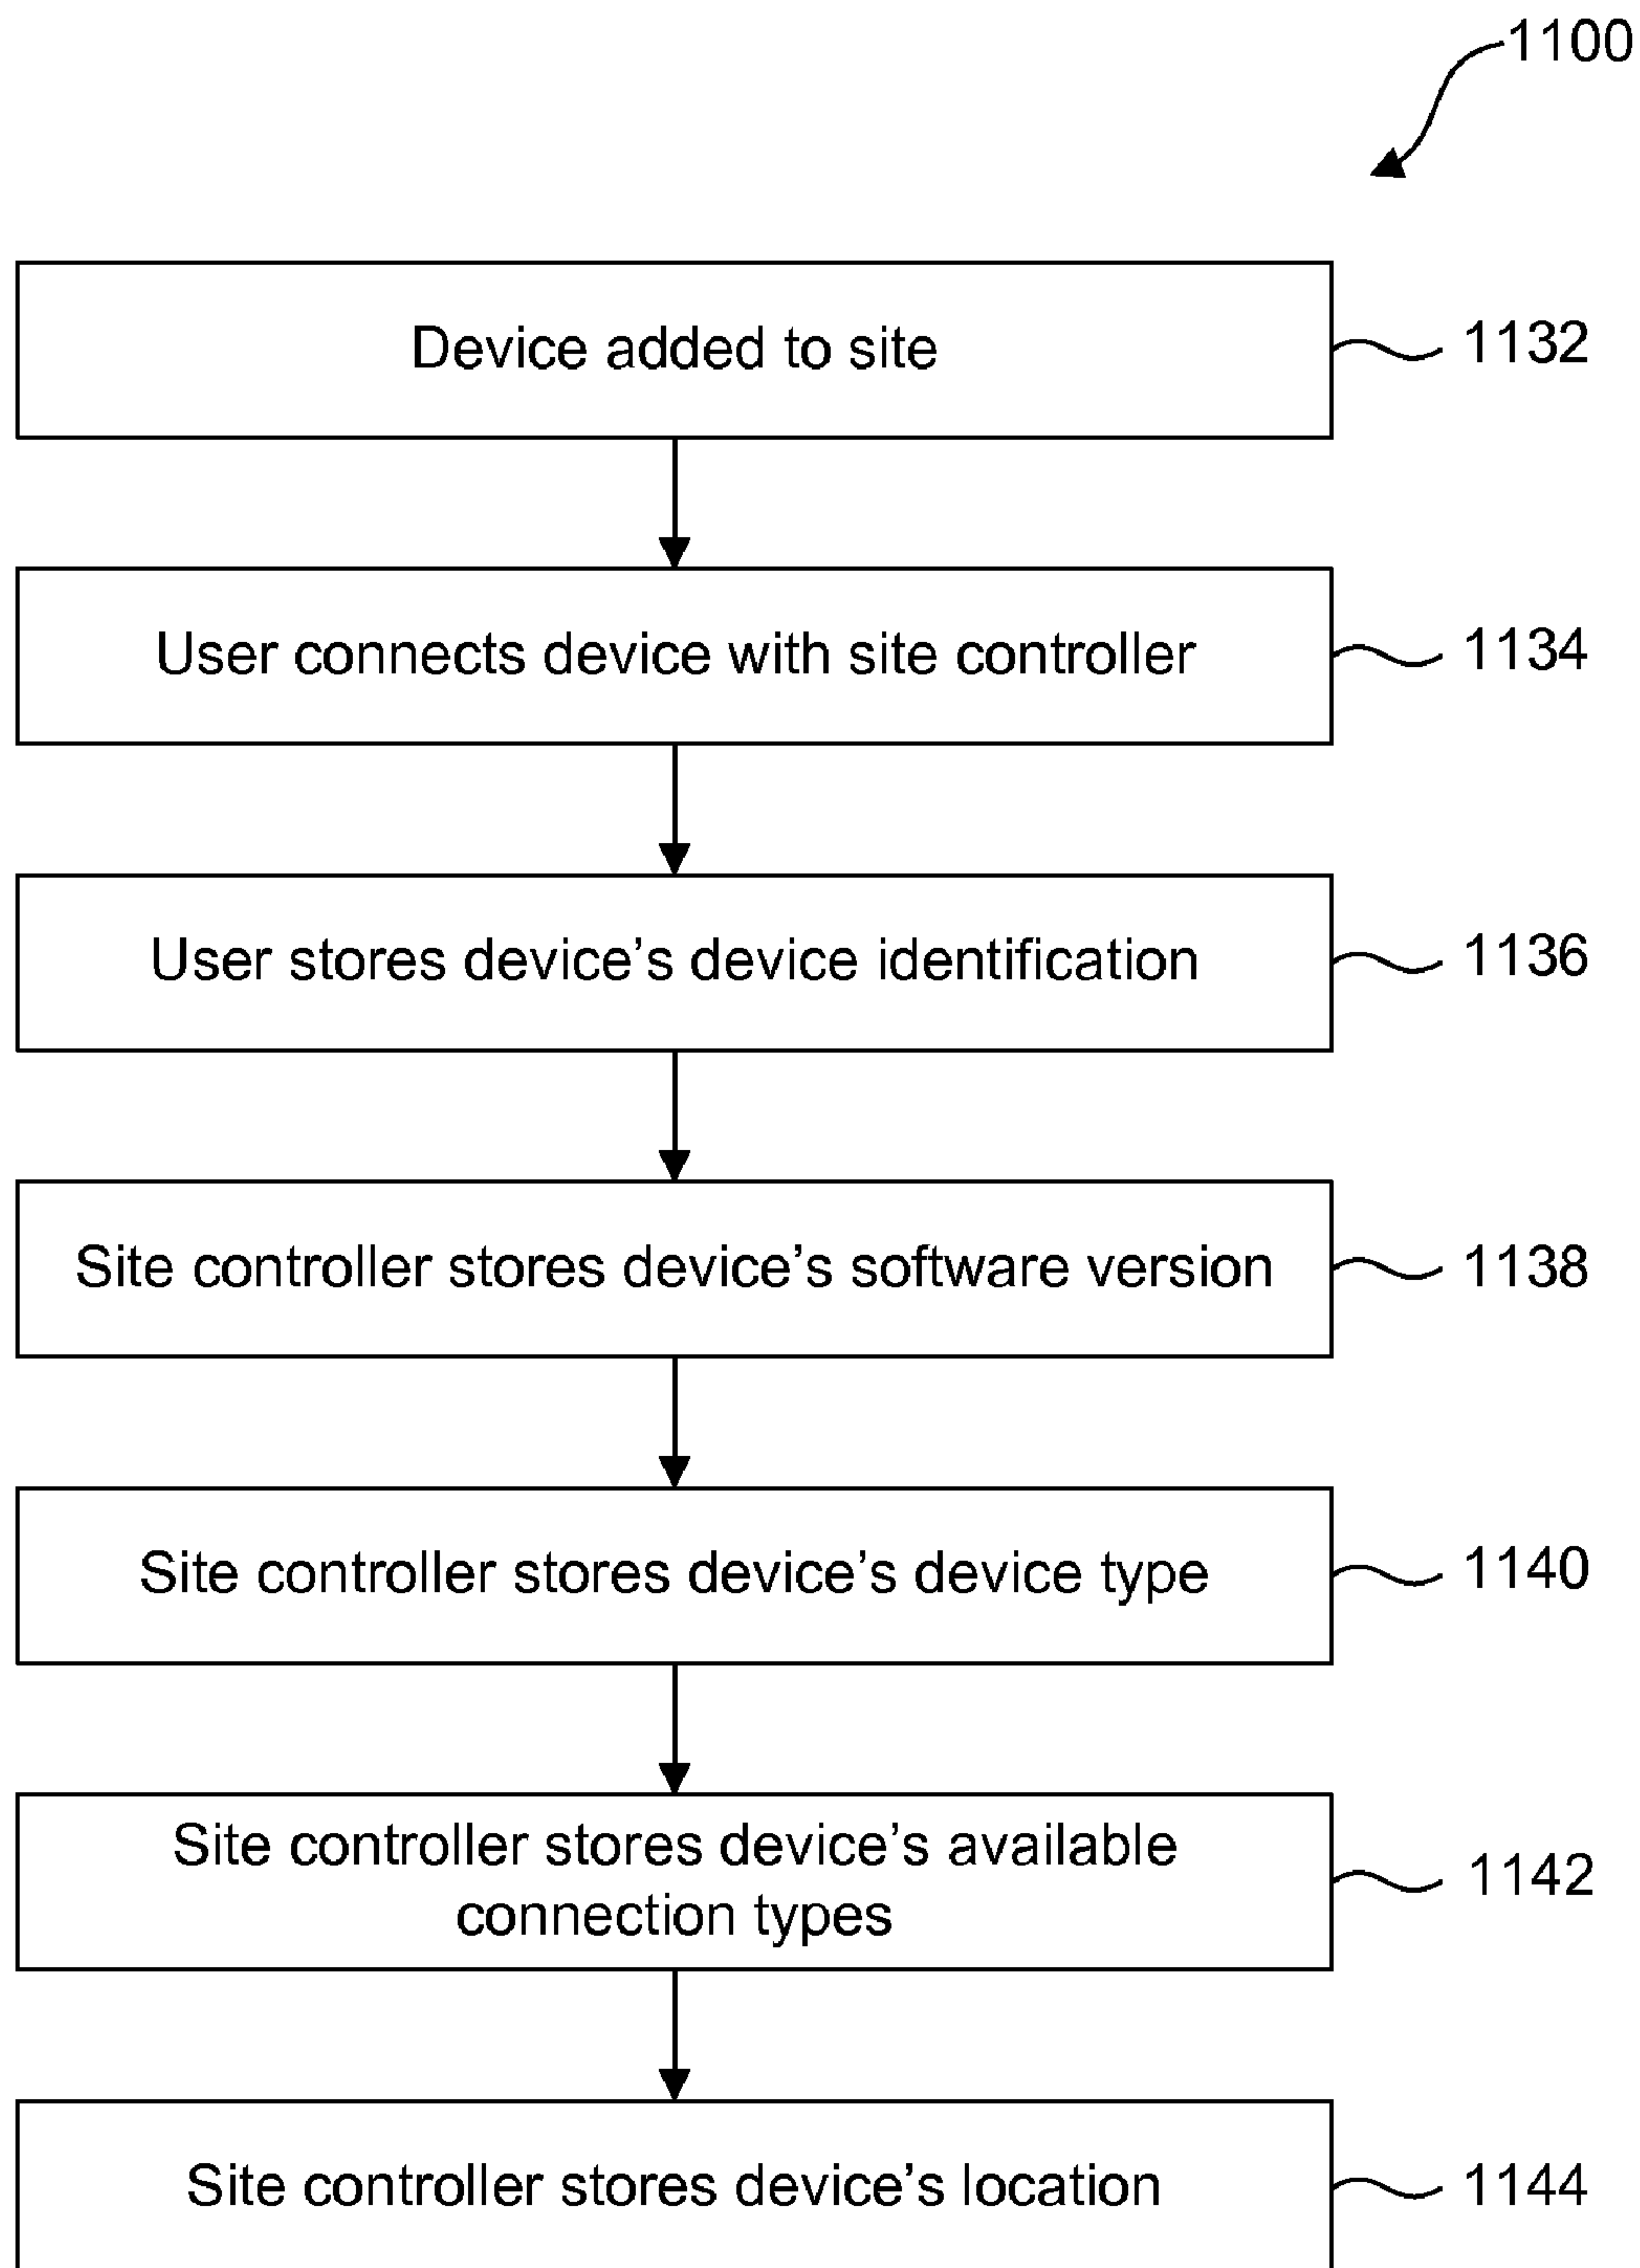 1100
Device added to site
1132
User connects device with site controller
1134
User stores device’s device identification
1136
Site controller stores device’s software version
1138
Site controller stores device’s device type
1140
Site controller stores device’s available
connection types
1142
Site controller stores device’s location
1144